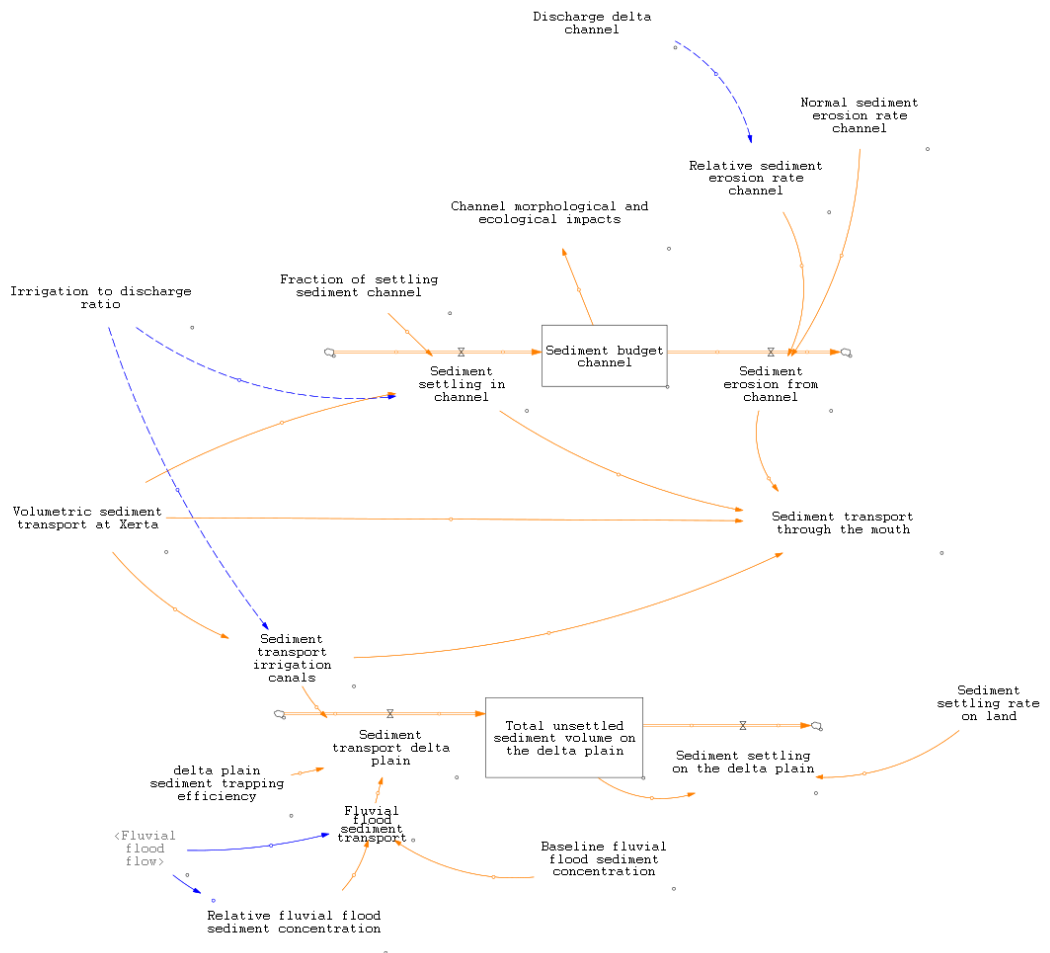 Discharge delta
channel
Normal sediment
erosion rate
channel
Relative sediment
erosion rate
channel
Channel morphological and
ecological impacts
Fraction of settling
sediment channel
Irrigation to discharge
ratio
Sediment budget
channel
Sediment
settling in
channel
Sediment
erosion from
channel
Volumetric sediment
transport at Xerta
Sediment transport
through the mouth
Sediment
transport
irrigation
canals
Sediment
settling rate
on land
Total unsettled
sediment volume on
the delta plain
Sediment
transport delta
plain
Sediment settling
on the delta plain
delta plain
sediment trapping
efficiency
Fluvial
flood
sediment
transport
<Fluvial
flood
flow>
Baseline fluvial
flood sediment
concentration
Relative fluvial flood
sediment concentration